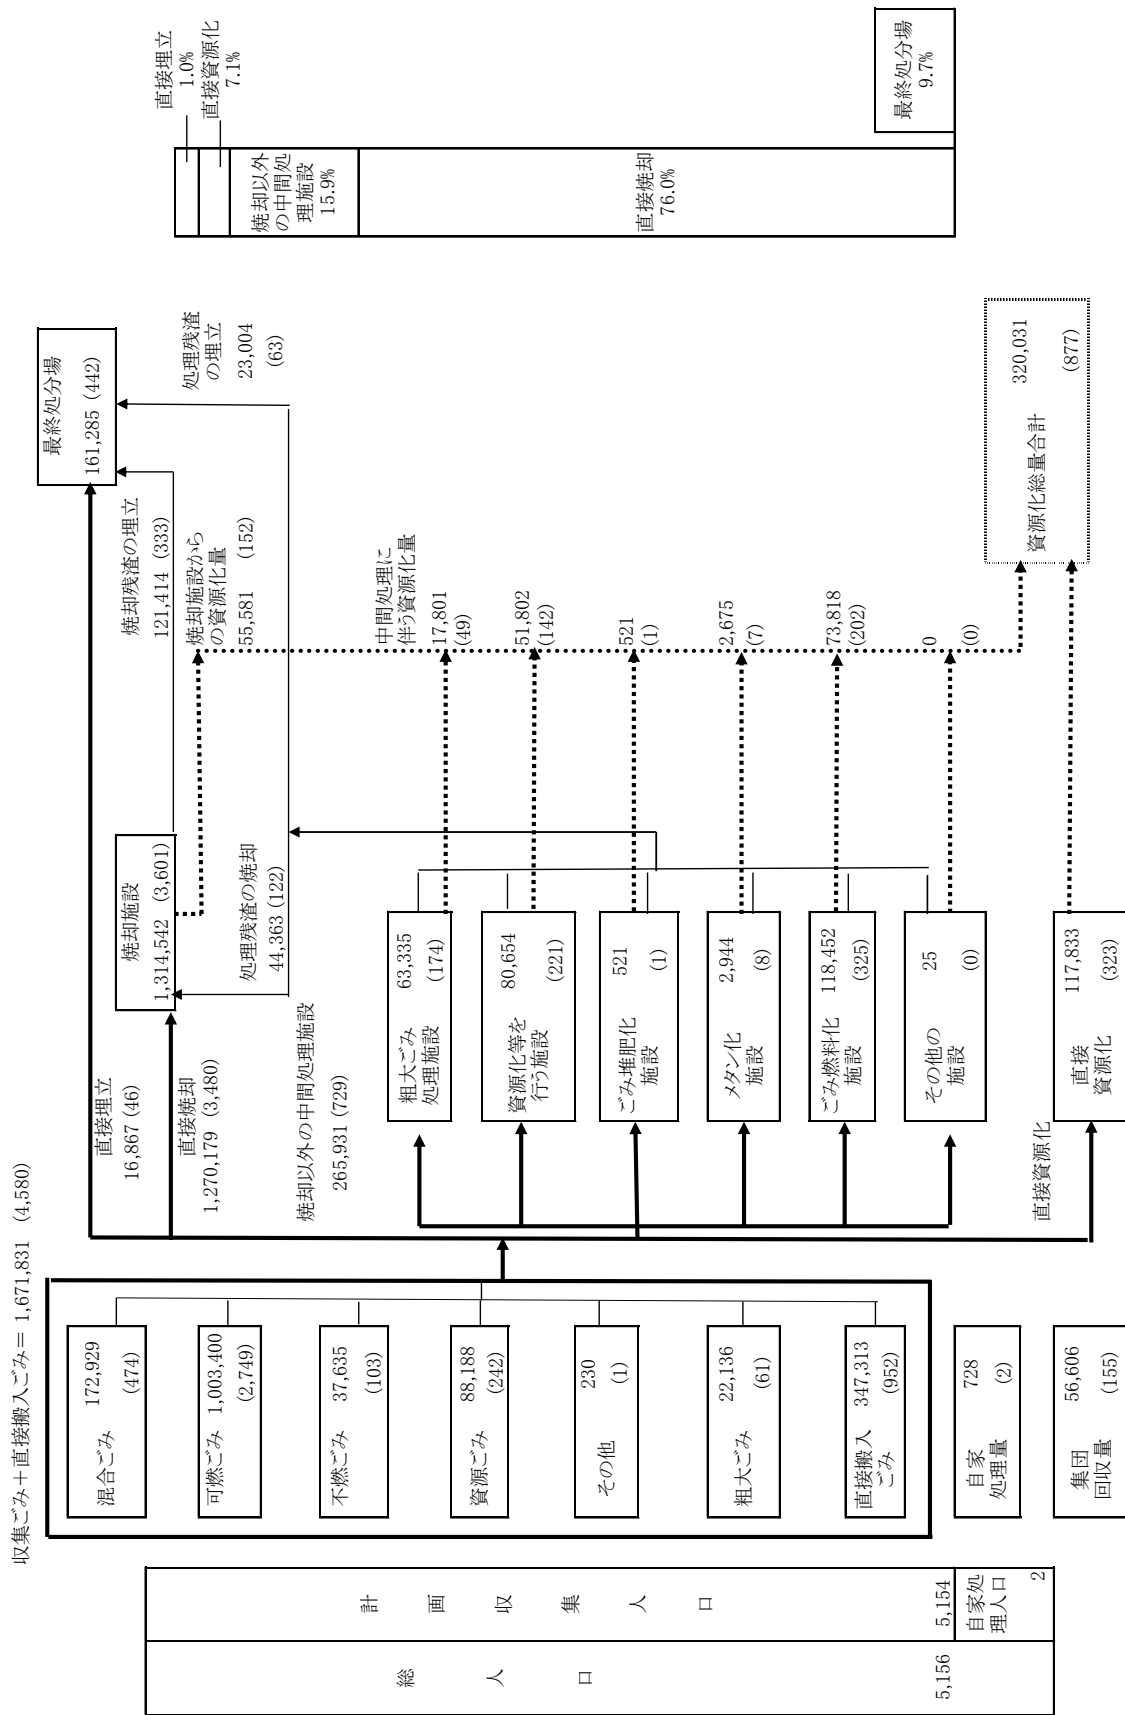 収集ごみ＋直接搬入ごみ＝ 1,671,831 (4,580)
総人口
5,156
計画収集人口
5,154
自家処
理人口
2
混合ごみ 172,929
(474)
可燃ごみ 1,003,400
(2,749)
不燃ごみ 37,635
(103)
資源ごみ 88,188
(242)
その他 230
(1)
粗大ごみ 22,136
(61)
直接搬入
ごみ
347,313
(952)
自家
処理量
728
(2)
集団
回収量
56,606
(155)
直接埋立
16,867 (46)
直接焼却
1,270,179 (3,480)
焼却以外の中間処理施設
265,931 (729)
直接資源化
焼却施設
1,314,542 (3,601)
処理残渣の焼却
44,363 (122)
粗大ごみ
処理施設
63,335
(174)
資源化等を
行う施設
80,654
(221)
ごみ堆肥化
施設
521
(1)
メタン化
施設
2,944
(8)
ごみ燃料化
施設
118,452
(325)
その他の
施設
25
(0)
直接
資源化
117,833
(323)
最終処分場
161,285 (442)
焼却残渣の埋立
121,414 (333)
処理残渣
の埋立
23,004
(63)
焼却施設から
の資源化量
55,581 (152)
中間処理に
伴う資源化量
17,801
(49)
51,802
(142)
521
(1)
2,675
(7)
73,818
(202)
0
(0)
資源化総量合計
320,031
(877)
直接埋立
1.0%
直接資源化
7.1%
焼却以外
の中間処
理施設
15.9%
直接焼却
76.0%
最終処分場
9.7%